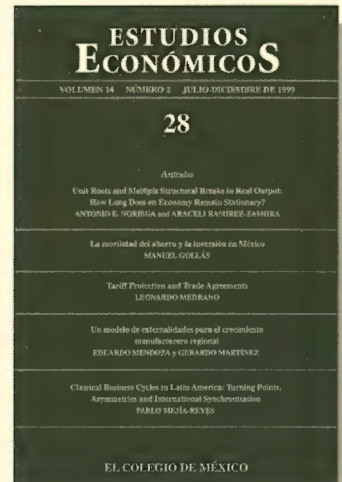 ESTUDIOS
ECONÓMICOS
VOLUMEN 14 NÚMERO 2 JULIO-DICIEMBRE DE 1999
28
Artículos
Unit Roots and Multiple Structural Breaks in Real Output:
How Long Does an Economy Remain Stationary?
ANTONIO E. NORIEGA and ARACELI RAMÍREZ-ZAMORA
La movilidad del ahorro y la inversión en México
MANUEL GOLLÁS
Tariff Protection and Trade Agreements
LEONARDO MEDRANO
Un modelo de externalidades para el crecimiento
manufacturero regional
EDUARDO MENDOZA y GERARDO MARTÍNEZ
Classical Business Cycles in Latin America: Turning Points,
Asymmetries and International Synchronisation
PABLO MEJÍA-REYES
EL COLEGIO DE MÉXICO